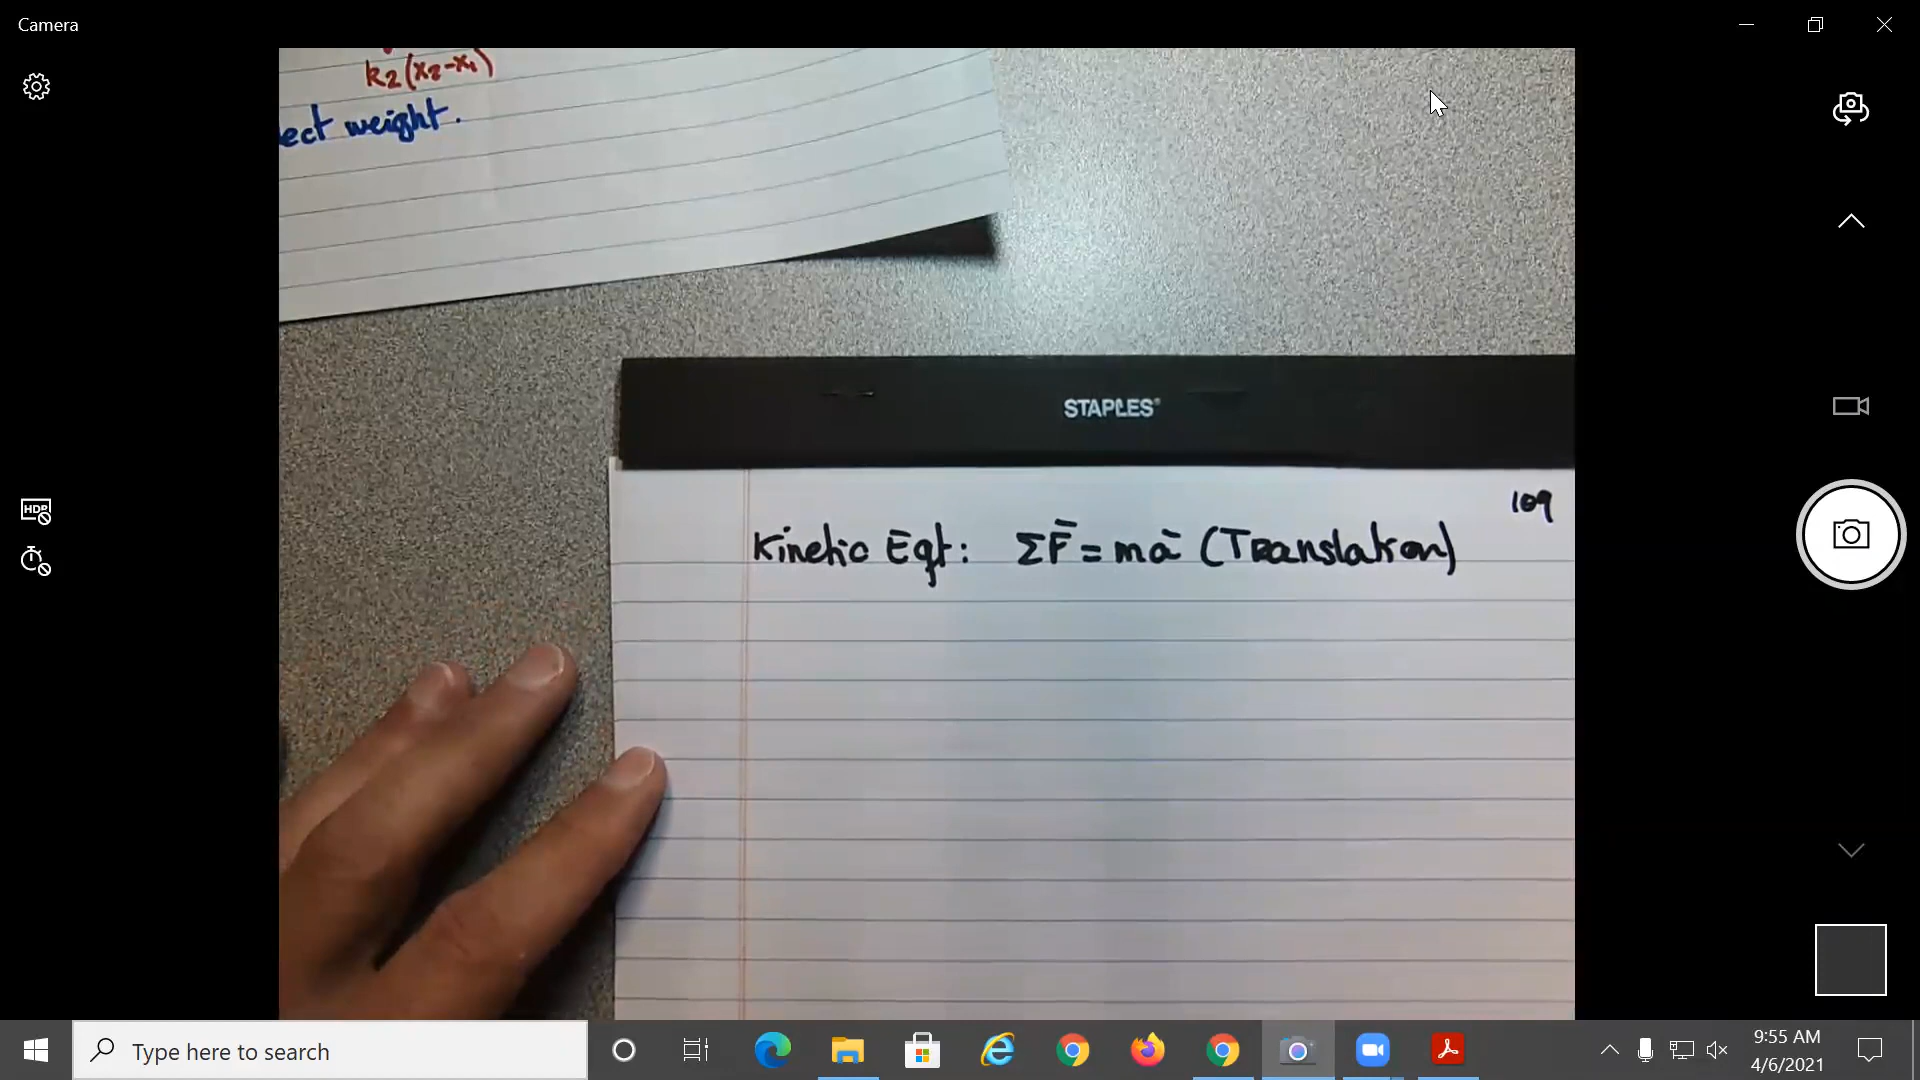 Camera
k2(x2-x1)
ect weight.
STAPLES
109
Kinetic Eqt: ΣF̄ = mā (Translation)
Type here to search
9:55 AM
4/6/2021